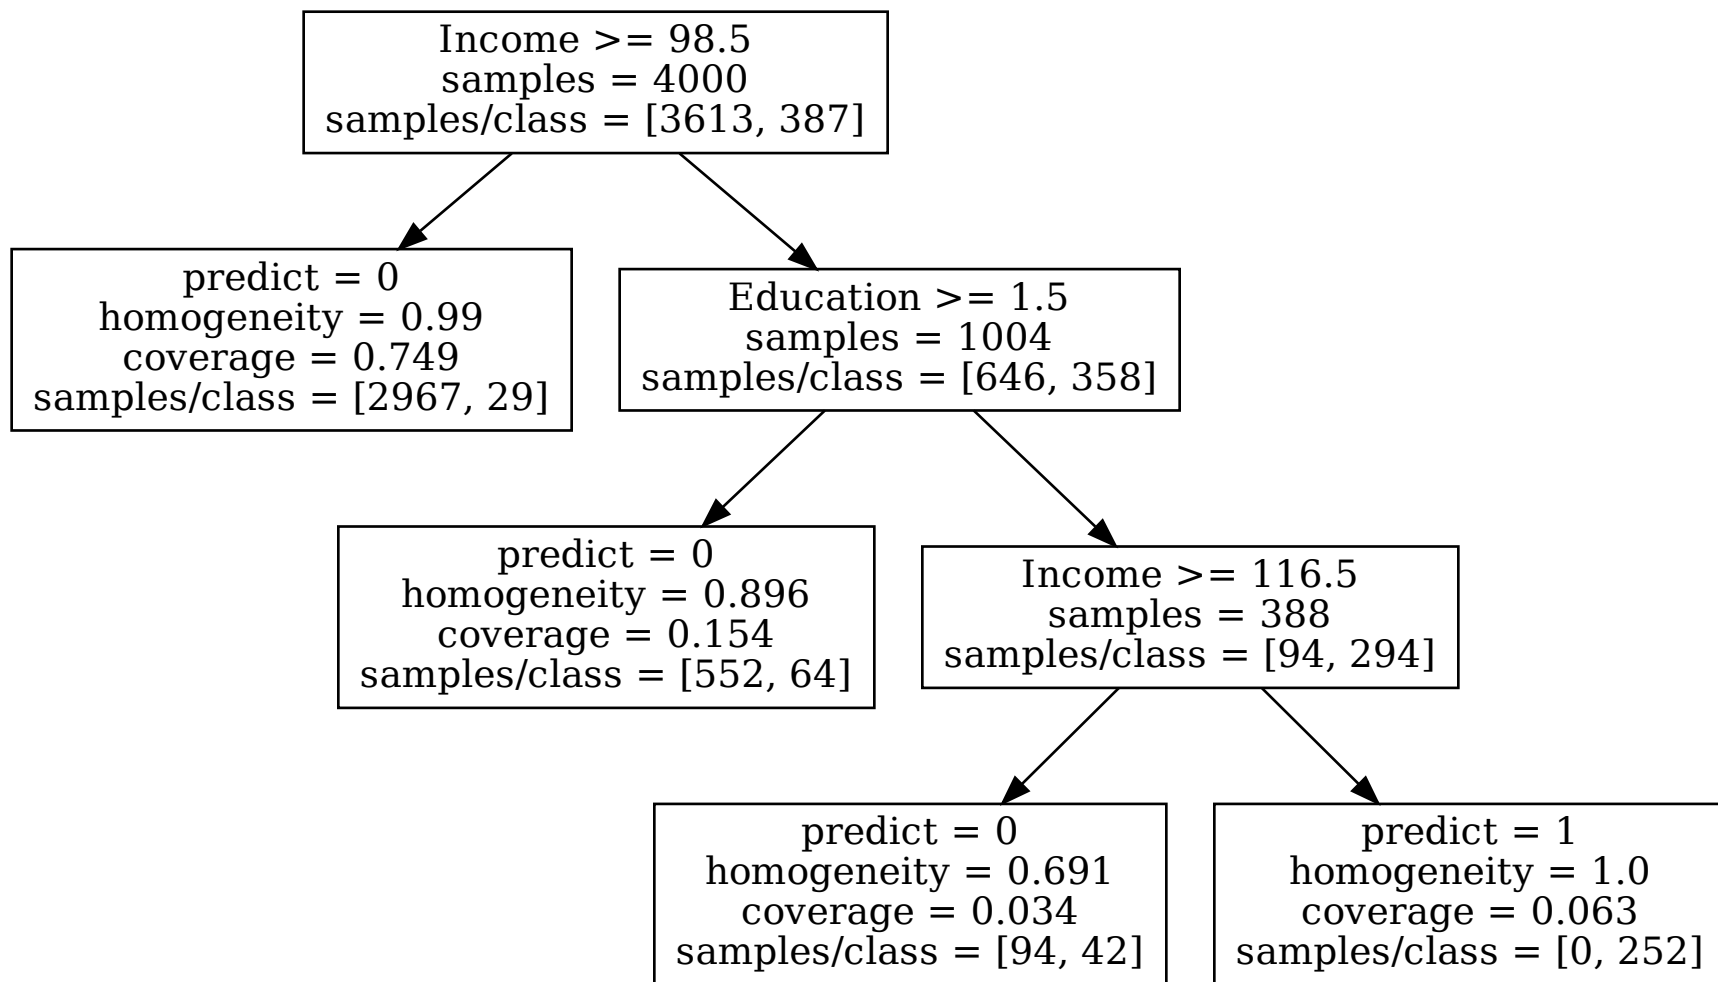 Income >= 98.5
samples = 4000
samples/class = [3613, 387]
predict = 0
homogeneity = 0.99
coverage = 0.749
samples/class = [2967, 29]
Education >= 1.5
samples = 1004
samples/class = [646, 358]
predict = 0
homogeneity = 0.896
coverage = 0.154
samples/class = [552, 64]
Income >= 116.5
samples = 388
samples/class = [94, 294]
predict = 0
homogeneity = 0.691
coverage = 0.034
samples/class = [94, 42]
predict = 1
homogeneity = 1.0
coverage = 0.063
samples/class = [0, 252]